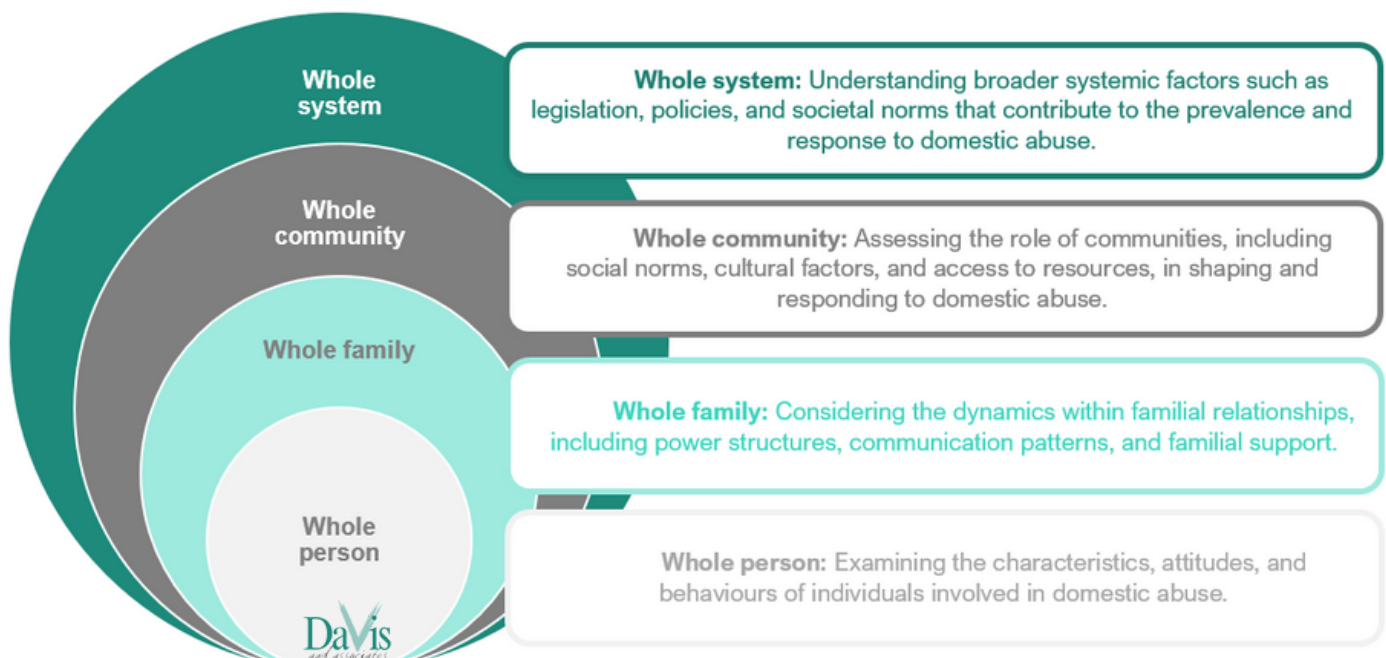 Whole
system
Whole system: Understanding broader systemic factors such as
legislation, policies, and societal norms that contribute to the prevalence and
response to domestic abuse.
Whole
community
Whole community: Assessing the role of communities, including
social norms, cultural factors, and access to resources, in shaping and
responding to domestic abuse.
Whole family
Whole family: Considering the dynamics within familial relationships,
including power structures, communication patterns, and familial support.
Whole
person
Whole person: Examining the characteristics, attitudes, and
behaviours of individuals involved in domestic abuse.
DaVis
and associates